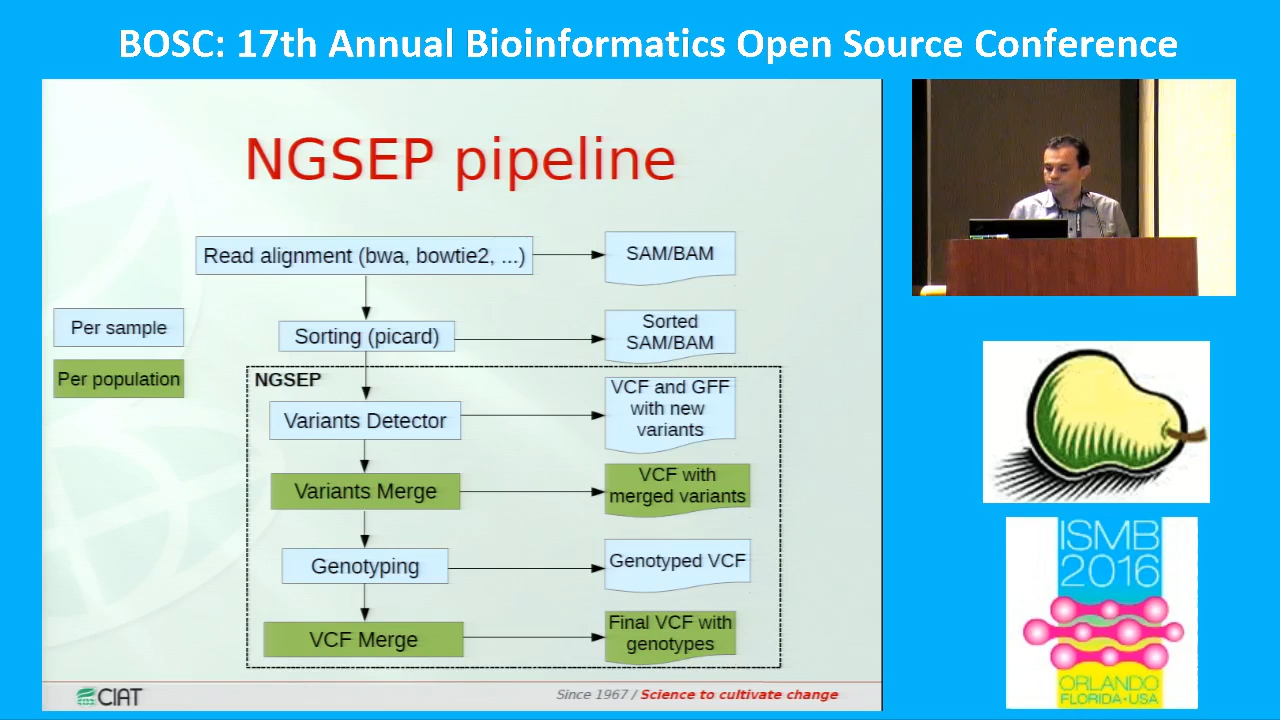 BOSC: 17th Annual Bioinformatics Open Source Conference
NGSEP pipeline
Read alignment (bwa, bowtie2, ...)
SAM/BAM
Per sample
Sorting (picard)
Sorted
SAM/BAM
Per population
NGSEP
Variants Detector
VCF and GFF
with new
variants
Variants Merge
VCF with
merged variants
Genotyping
Genotyped VCF
VCF Merge
Final VCF with
genotypes
CIAT
Since 1967 / Science to cultivate change
ISMB
2016
ORLANDO
FLORIDA•USA